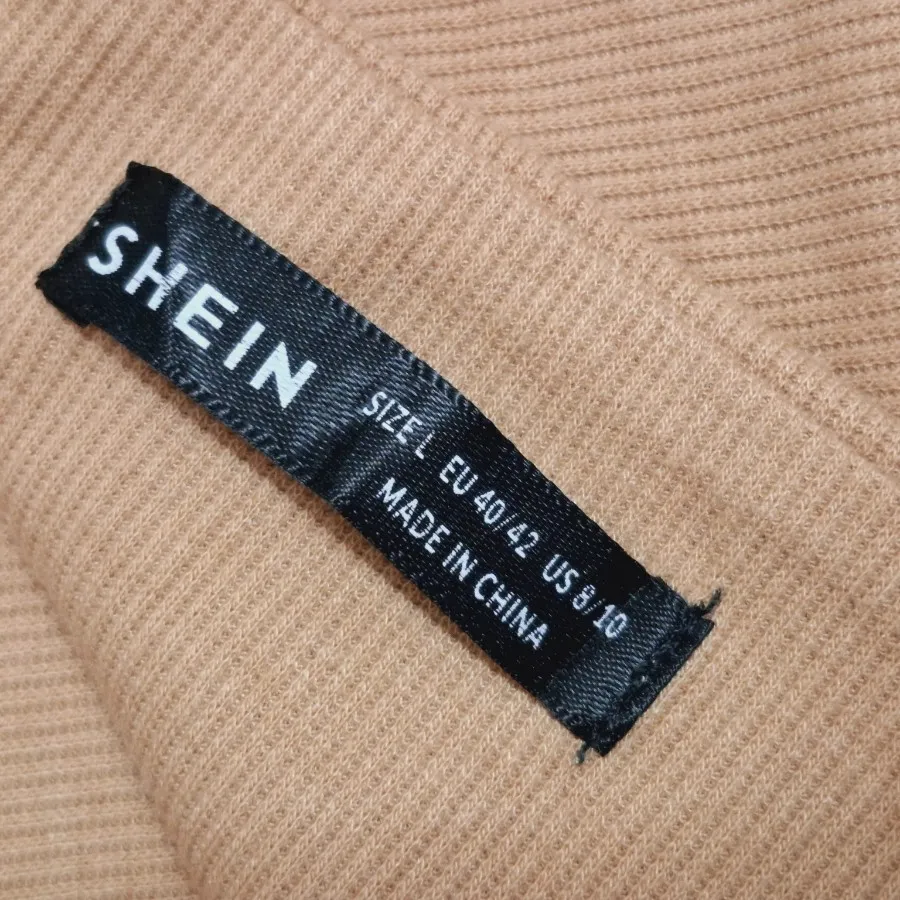 SHEIN
SIZE L EU 40/42 US 8/10
MADE IN CHINA